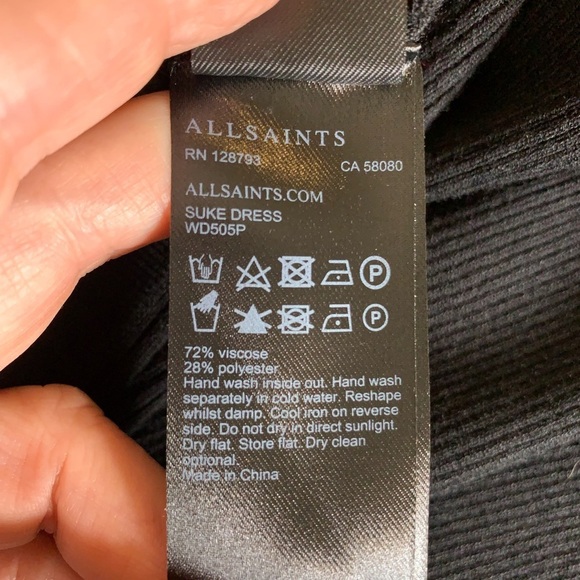 ALLSAINTS
RN 128793 CA 58080
ALLSAINTS.COM
SUKE DRESS
WD505P
P
P
72% viscose
28% polyester
Hand wash inside out. Hand wash
separately in cold water. Reshape
whilst damp. Cool iron on reverse
side. Do not dry in direct sunlight.
Dry flat. Store flat. Dry clean
optional.
Made in China